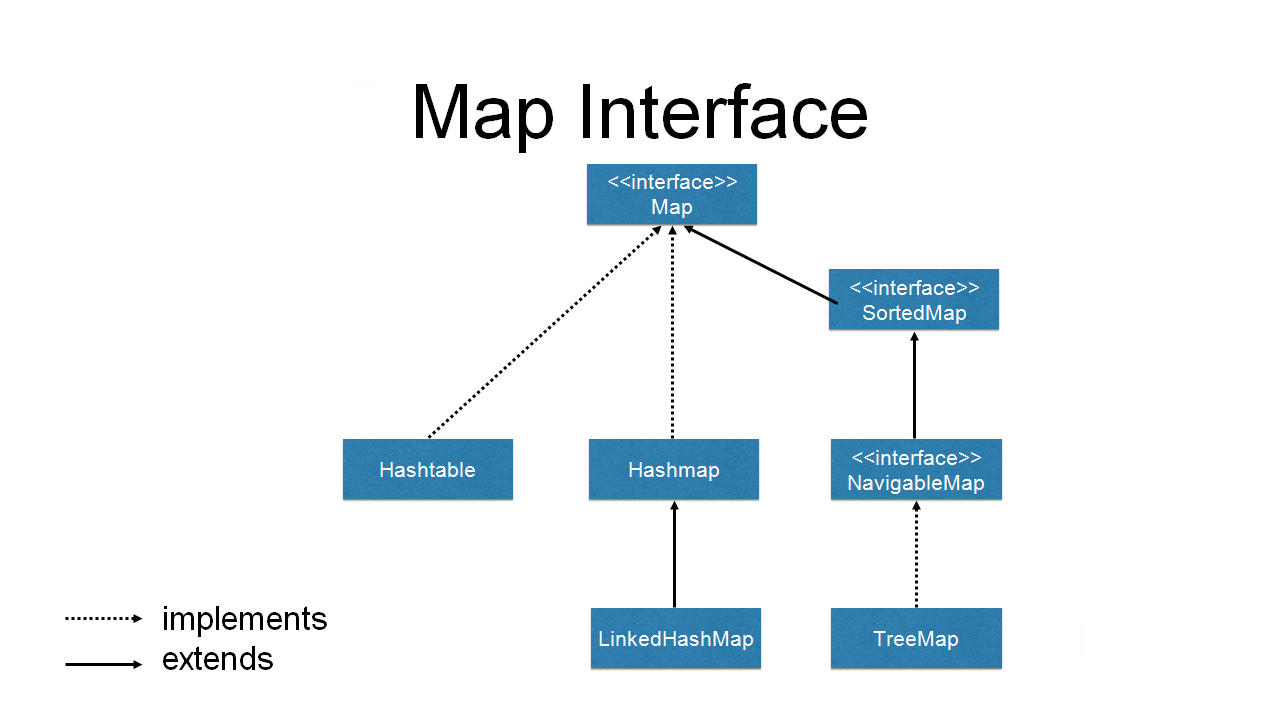 Map Interface
<<interface>>
Map
<<interface>>
SortedMap
Hashtable
Hashmap
<<interface>>
NavigableMap
LinkedHashMap
TreeMap
implements
extends